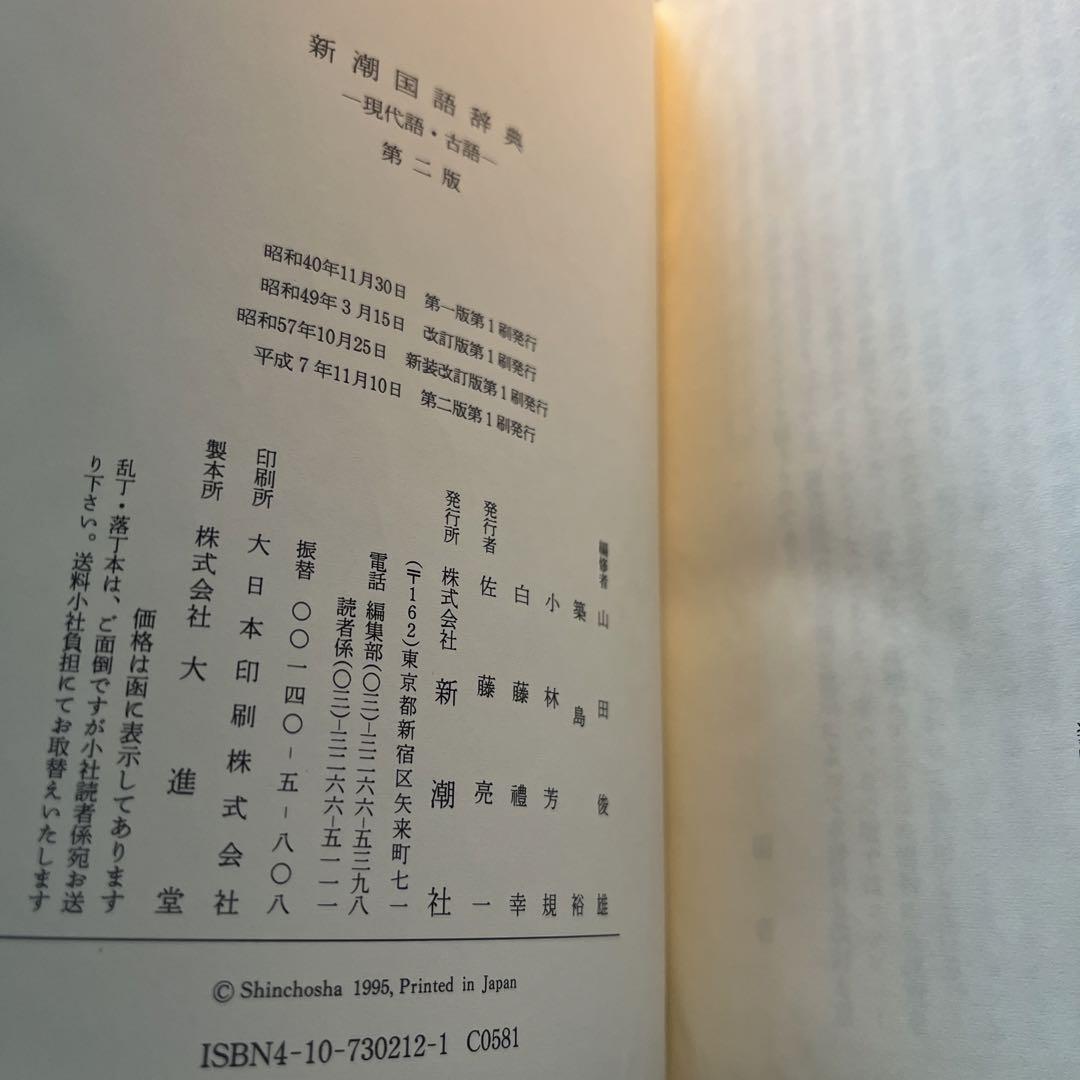 新潮国語辞典
―現代語・古語―
第二版
昭和40年11月30日 第一版第1刷発行
昭和49年3月15日 改訂版第1刷発行
昭和57年10月25日 新装改訂版第1刷発行
平成7年11月10日 第二版第1刷発行
編修者 山田俊雄
築島裕
小林芳規
白藤禮幸
発行者 佐藤亮一
発行所 株式会社 新潮社
(〒162)東京都新宿区矢来町七一
電話 編集部(〇三)-三二六六-五三九八
読者係(〇三)-三二六六-五一一一
振替 〇〇一四〇-五-八〇八
印刷所 大日本印刷株式会社
製本所 株式会社 大進堂
価格は函に表示してあります
乱丁・落丁本は、ご面倒ですが小社読者係宛お送
り下さい。送料小社負担にてお取替えいたします
© Shinchosha 1995, Printed in Japan
ISBN4-10-730212-1 C0581